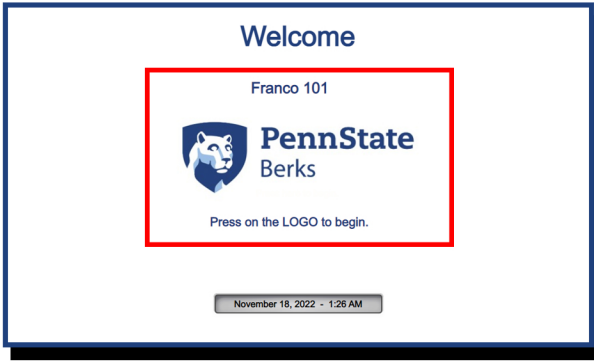 Welcome
Franco 101
PennState
Berks
Press on the LOGO to begin.
November 18, 2022 - 1:26 AM